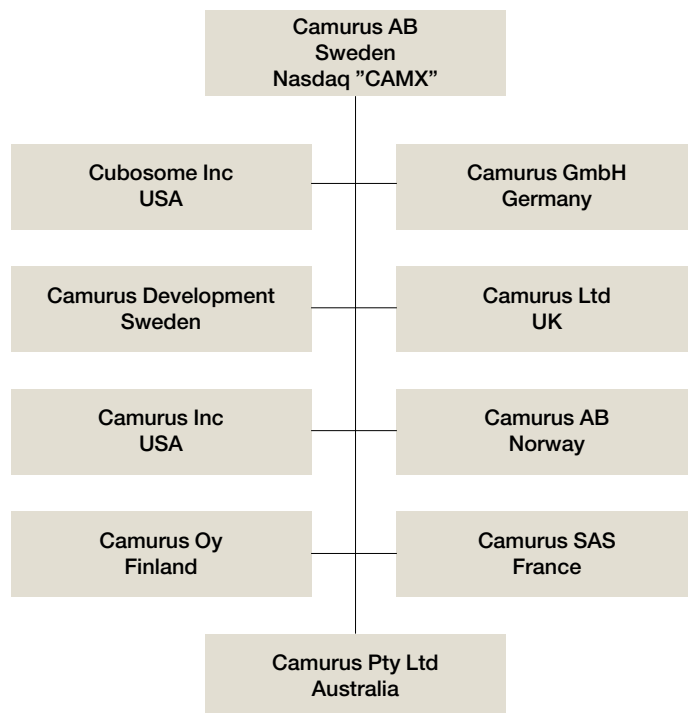 Camurus AB
Sweden
Nasdaq ”CAMX”
Cubosome Inc
USA
Camurus GmbH
Germany
Camurus Development
Sweden
Camurus Ltd
UK
Camurus Inc
USA
Camurus AB
Norway
Camurus Oy
Finland
Camurus SAS
France
Camurus Pty Ltd
Australia